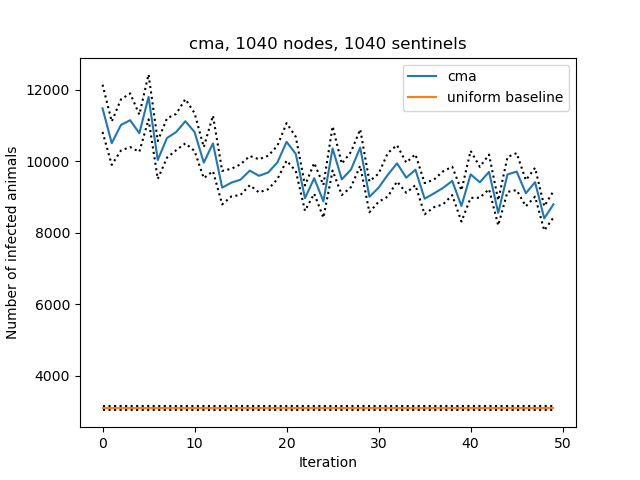 cma, 1040 nodes, 1040 sentinels
cma
uniform baseline
12000
10000
8000
6000
4000
Number of infected animals
0
10
20
30
40
50
Iteration